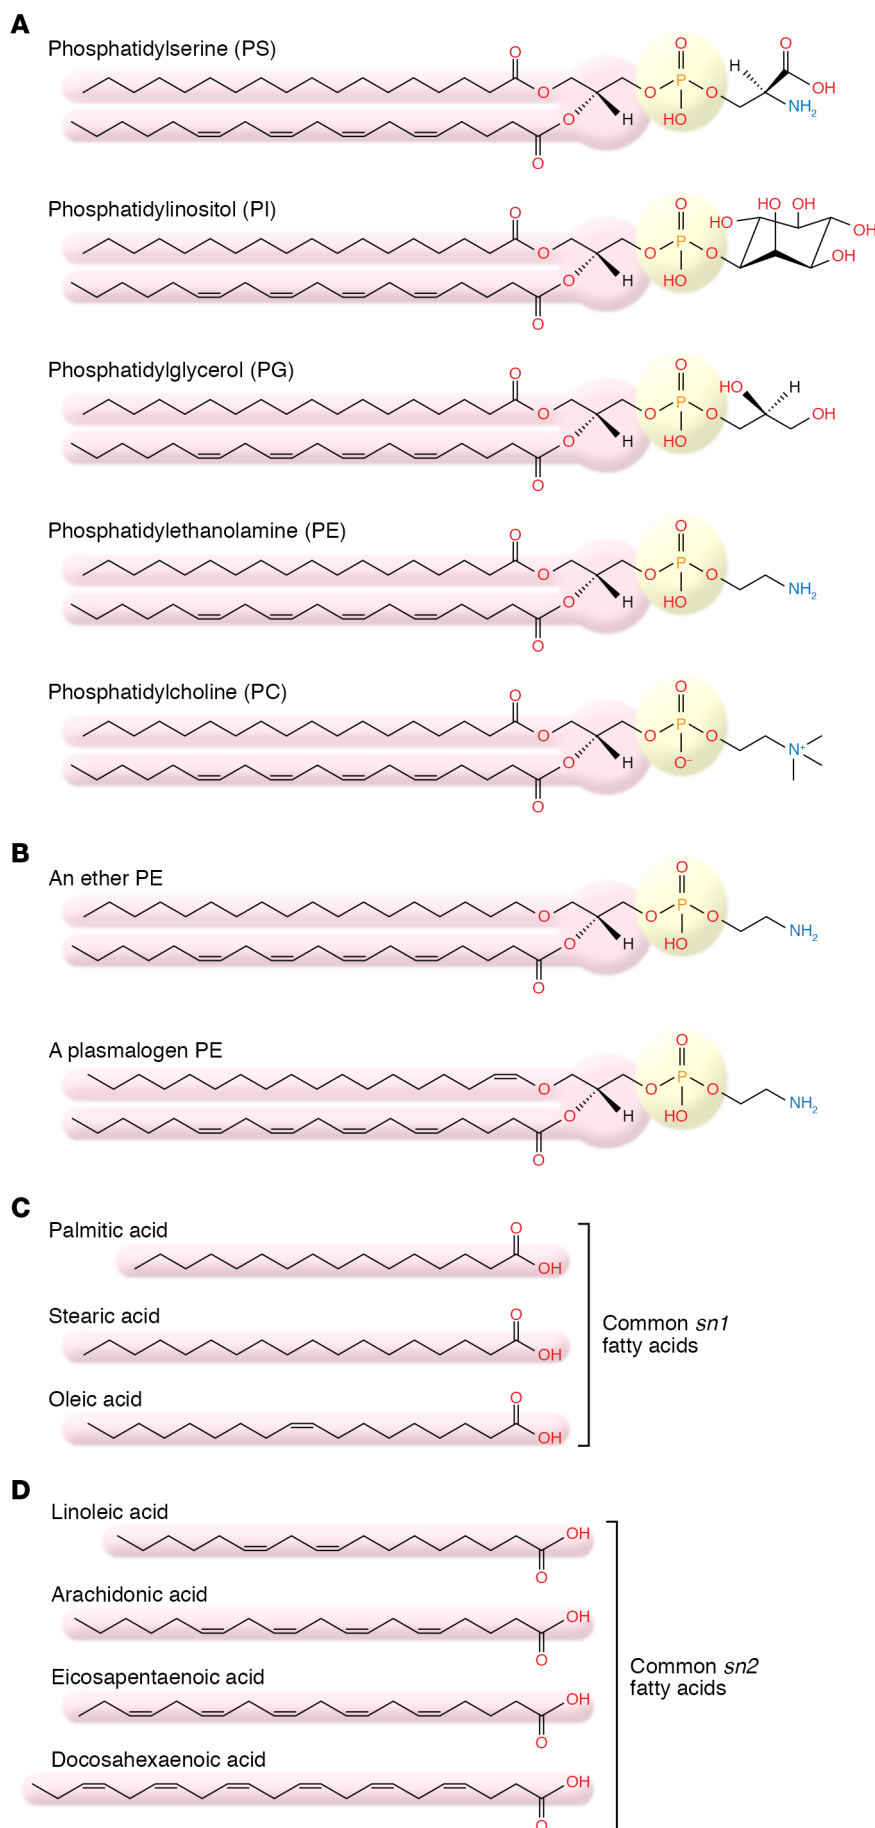 A
Phosphatidylserine (PS)
O
O
O
H
O
O
P
O
OH
O
H
HO
NH2
O
Phosphatidylinositol (PI)
O
O
HO
OH
HO
O
P
O
OH
O
O
OH
O
H
HO
O
Phosphatidylglycerol (PG)
O
O
HO
H
O
O
P
O
OH
O
H
HO
O
Phosphatidylethanolamine (PE)
O
O
O
O
P
O
NH2
O
H
HO
O
Phosphatidylcholine (PC)
O
O
O
O
P
O
N+
O
H
O−
O
B
An ether PE
O
O
O
P
O
NH2
O
H
HO
O
A plasmalogen PE
O
O
O
P
O
NH2
O
H
HO
O
C
Palmitic acid
O
OH
Stearic acid
O
OH
Common sn1
fatty acids
Oleic acid
O
OH
D
Linoleic acid
OH
O
Arachidonic acid
OH
O
Eicosapentaenoic acid
OH
O
Common sn2
fatty acids
Docosahexaenoic acid
OH
O